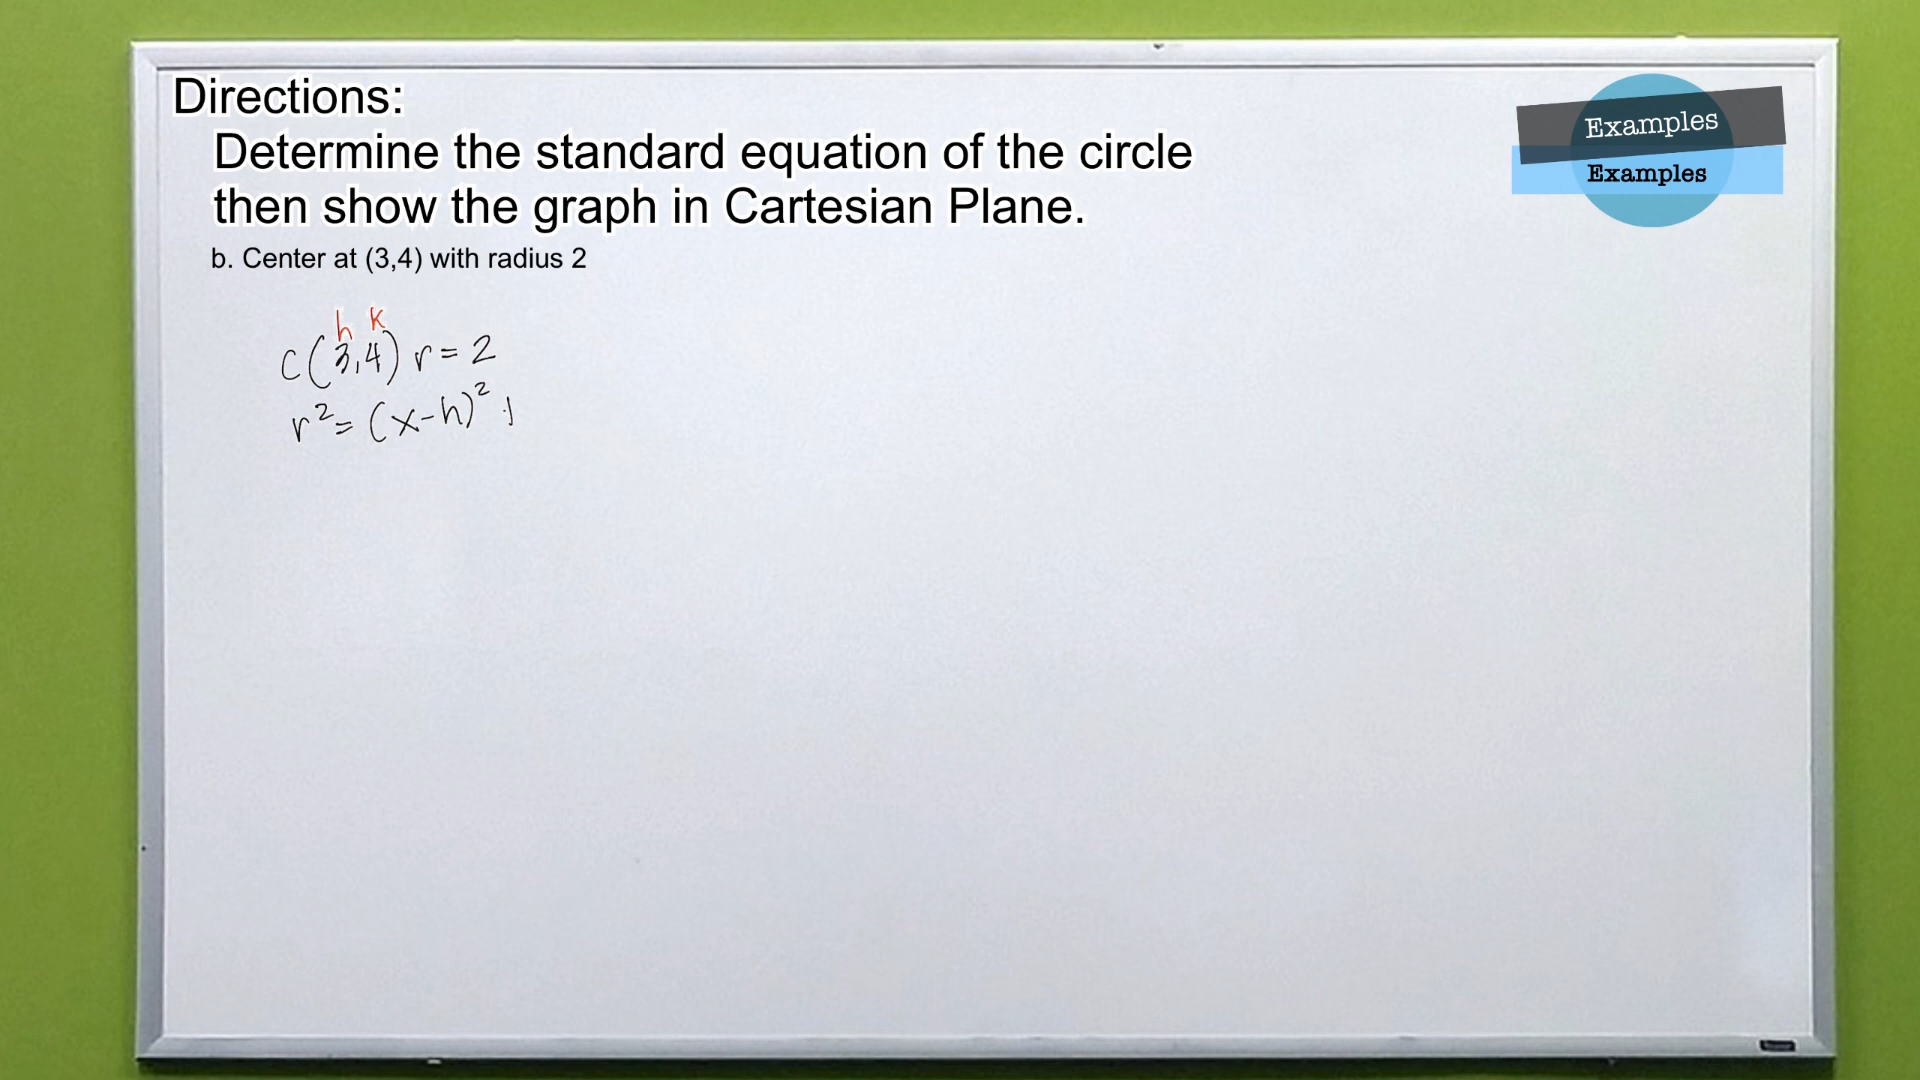 Directions:
Determine the standard equation of the circle
then show the graph in Cartesian Plane.
b. Center at (3,4) with radius 2
Examples
Examples
h k
C(3,4) r = 2
r² = (x-h)² +